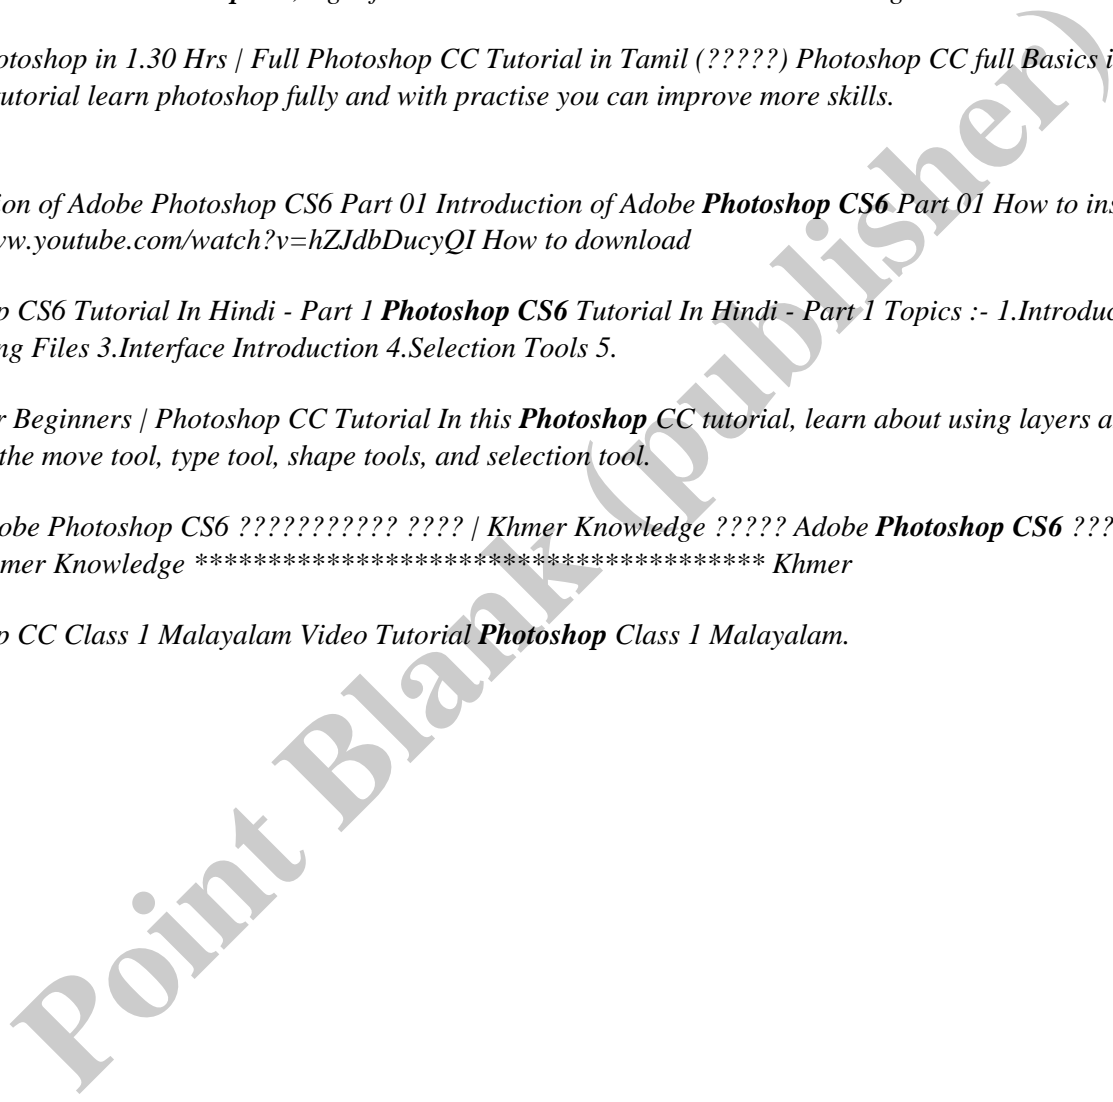 otoshop in 1.30 Hrs | Full Photoshop CC Tutorial in Tamil (?????) Photoshop CC full Basics i
tutorial learn photoshop fully and with practise you can improve more skills.
ion of Adobe Photoshop CS6 Part 01 Introduction of Adobe Photoshop CS6 Part 01 How to ins
ww.youtube.com/watch?v=hZJdbDucyQI How to download
p CS6 Tutorial In Hindi - Part 1 Photoshop CS6 Tutorial In Hindi - Part 1 Topics :- 1.Introduc
ng Files 3.Interface Introduction 4.Selection Tools 5.
r Beginners | Photoshop CC Tutorial In this Photoshop CC tutorial, learn about using layers a
the move tool, type tool, shape tools, and selection tool.
obe Photoshop CS6 ??????????? ???? | Khmer Knowledge ????? Adobe Photoshop CS6 ???
mer Knowledge *************************************** Khmer
p CC Class 1 Malayalam Video Tutorial Photoshop Class 1 Malayalam.
Point Blank (publisher)